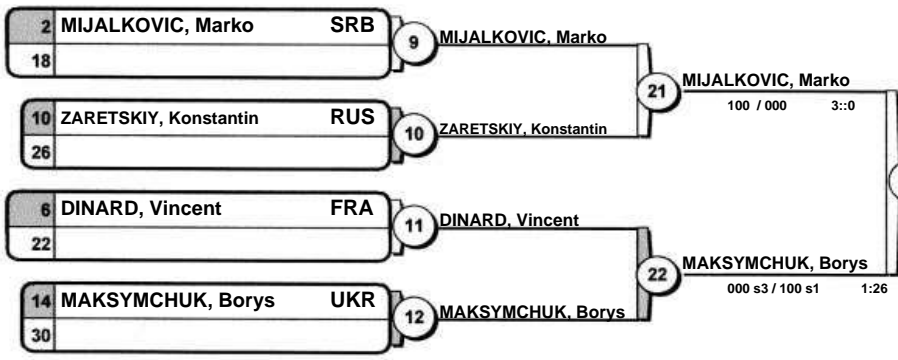 2 MIJALKOVIC, Marko SRB
18
9
MIJALKOVIC, Marko
10 ZARETSKIY, Konstantin RUS
26
10
ZARETSKIY, Konstantin
21
MIJALKOVIC, Marko
100 / 000 3::0
6 DINARD, Vincent FRA
22
11
DINARD, Vincent
14 MAKSYMCHUK, Borys UKR
30
12
MAKSYMCHUK, Borys
22
MAKSYMCHUK, Borys
000 s3 / 100 s1 1:26